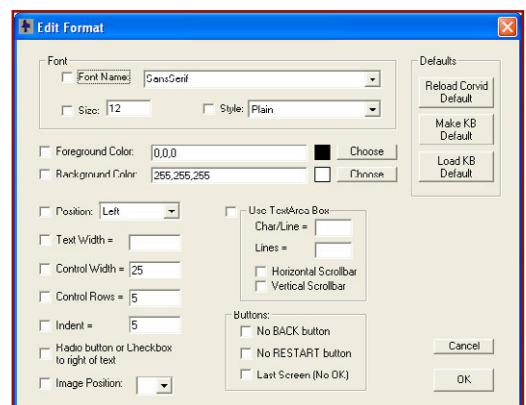 Edit Format
Font
Font Name: SansSerif
Size: 12 Style: Plain
Defaults
Reload Corvid
Default
Make KB
Default
Load KB
Default
Foreground Color: 0,0,0 Choose
Background Color: 255,255,255 Choose
Position: Left
Text Width =
Control Width = 25
Control Rows = 5
Indent = 5
Radio button or Checkbox
to right of text
Image Position:
Use TextArea Box
Char/Line =
Lines =
Horizontal Scrollbar
Vertical Scrollbar
Buttons:
No BACK button
No RESTART button
Last Screen (No OK)
Cancel
OK